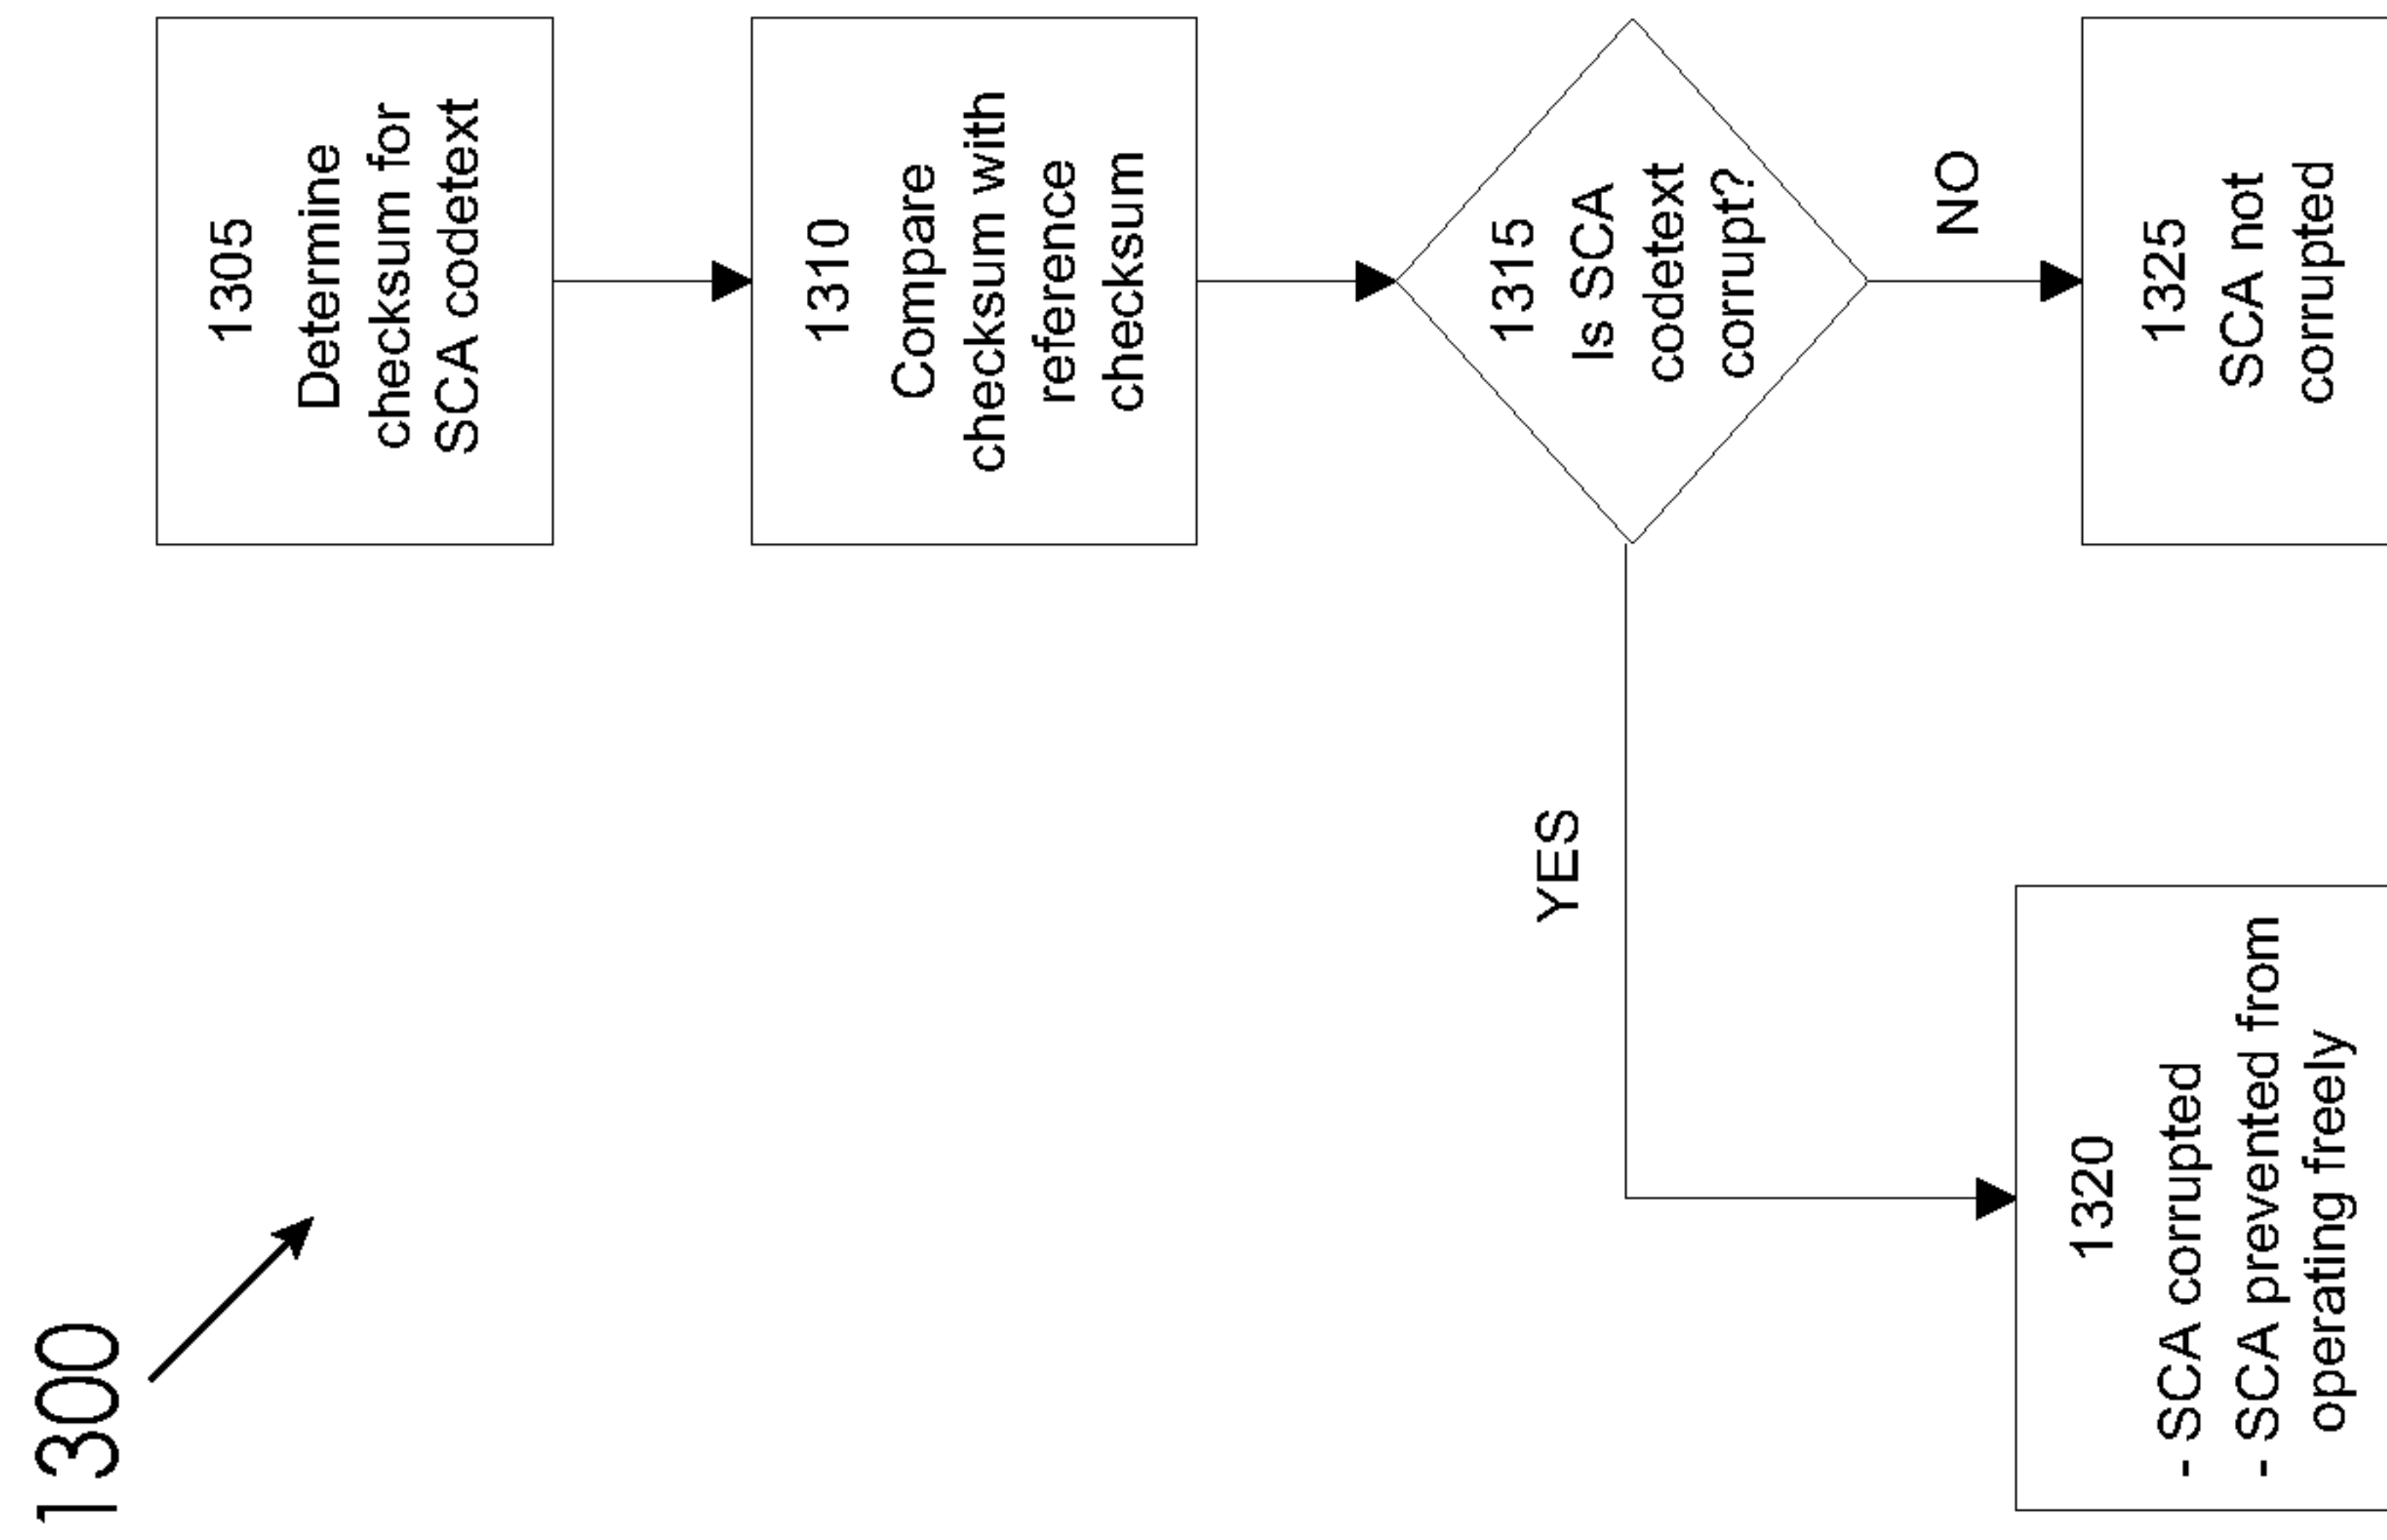 1300
1305
Determine
checksum for
SCA codetext
1310
Compare
checksum with
reference
checksum
1315
Is SCA
codetext
corrupt?
YES
NO
1320
- SCA corrupted
- SCA prevented from
operating freely
1325
SCA not
corrupted